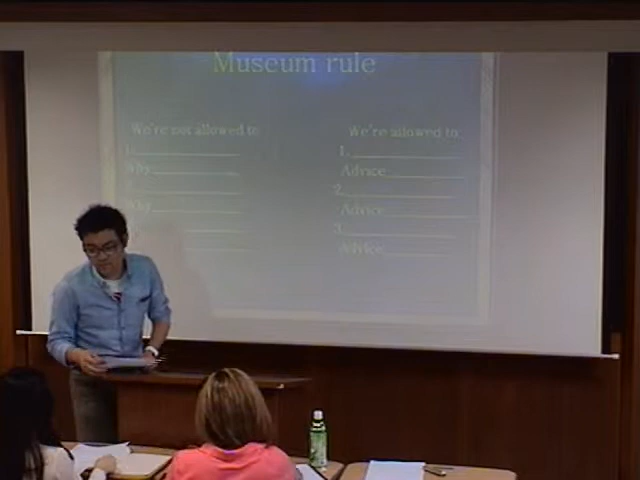 Museum rule
We're not allowed to
1.
Why
2.
Why
We're allowed to
1.
Advice
2.
Advice
3.
Advice